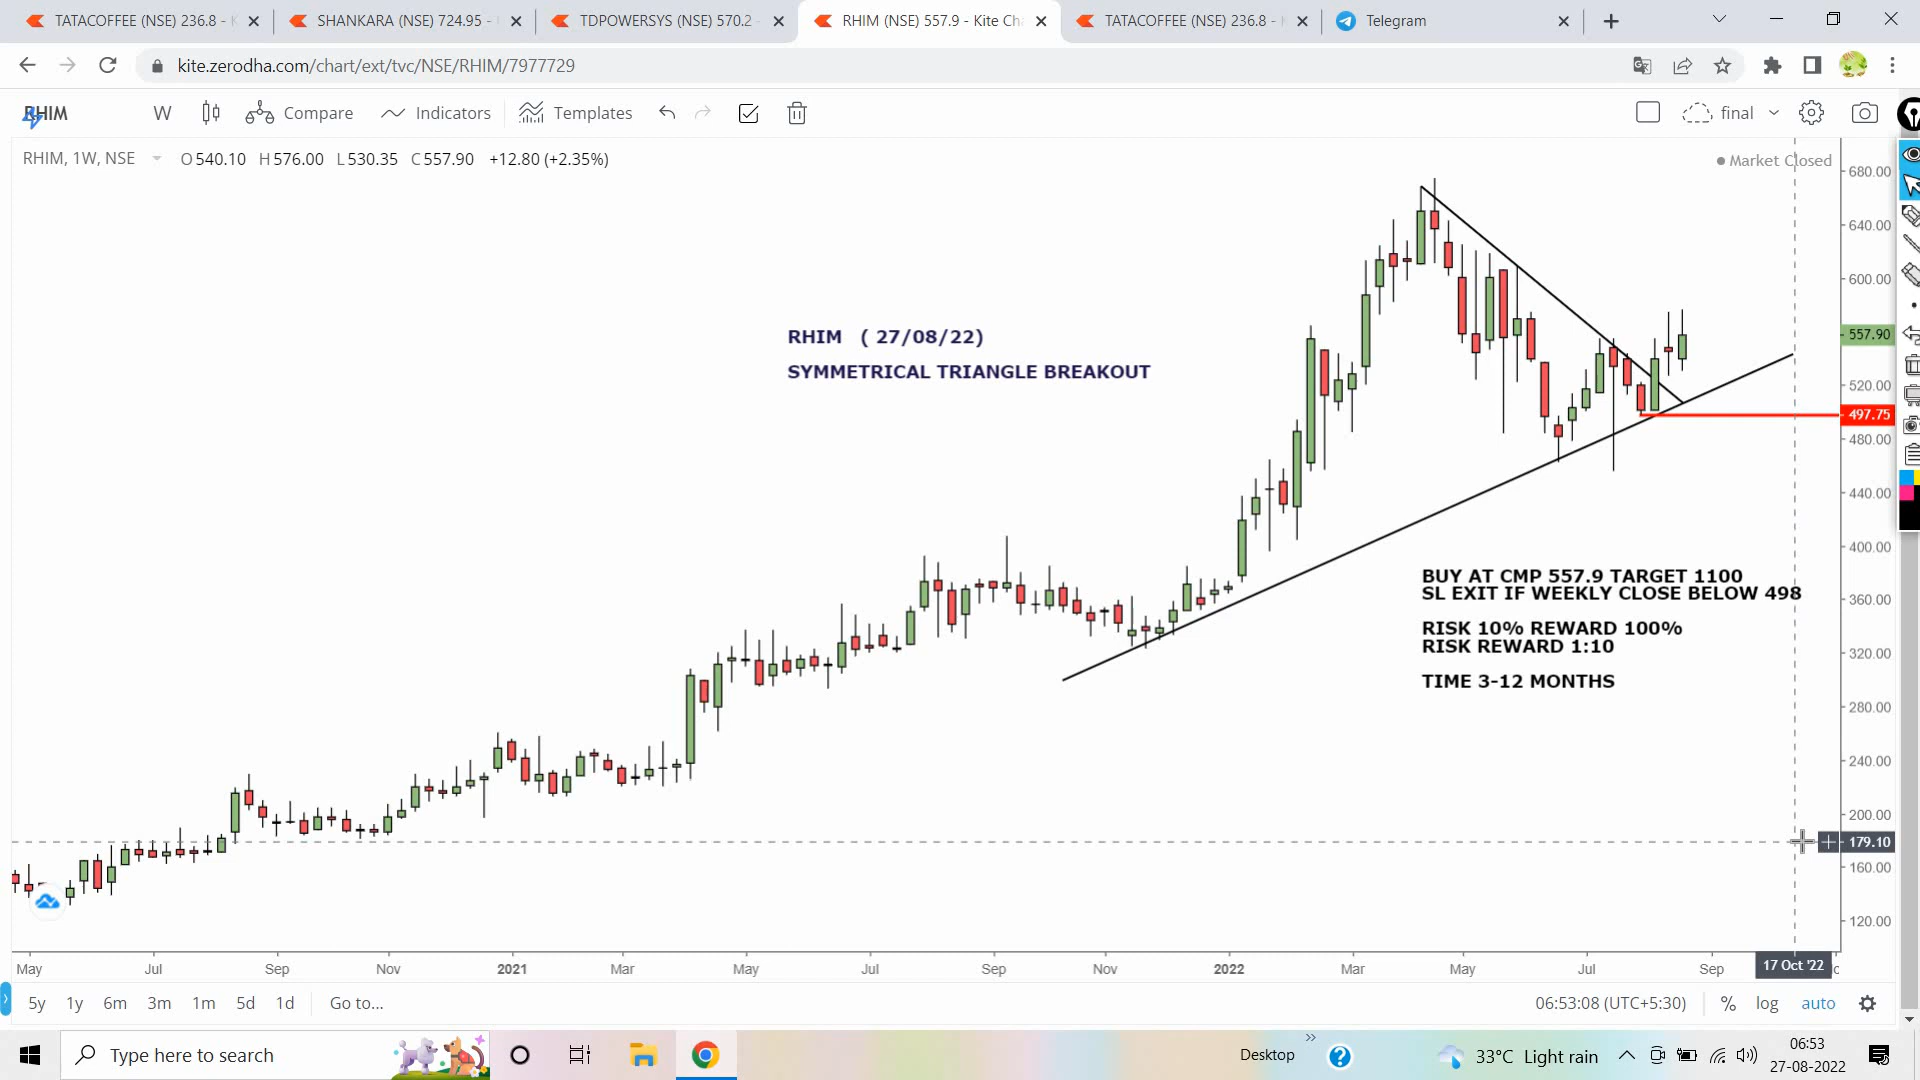 TATACOFFEE (NSE) 236.8 - K
SHANKARA (NSE) 724.95 -
TDPOWERSYS (NSE) 570.2 -
RHIM (NSE) 557.9 - Kite Cha
TATACOFFEE (NSE) 236.8 -
Telegram
kite.zerodha.com/chart/ext/tvc/NSE/RHIM/7977729
RHIM
W
Compare
Indicators
Templates
final
RHIM, 1W, NSE
O540.10 H576.00 L530.35 C557.90 +12.80 (+2.35%)
Market Closed
680.00
640.00
600.00
557.90
520.00
497.75
480.00
440.00
400.00
360.00
320.00
280.00
240.00
200.00
179.10
160.00
120.00
RHIM ( 27/08/22)
SYMMETRICAL TRIANGLE BREAKOUT
BUY AT CMP 557.9 TARGET 1100
SL EXIT IF WEEKLY CLOSE BELOW 498
RISK 10% REWARD 100%
RISK REWARD 1:10
TIME 3-12 MONTHS
May Jul Sep Nov 2021 Mar May Jul Sep Nov 2022 Mar May Jul Sep 17 Oct '22
5y 1y 6m 3m 1m 5d 1d Go to...
06:53:08 (UTC+5:30) % log auto
Type here to search
Desktop
33°C Light rain
06:53
27-08-2022